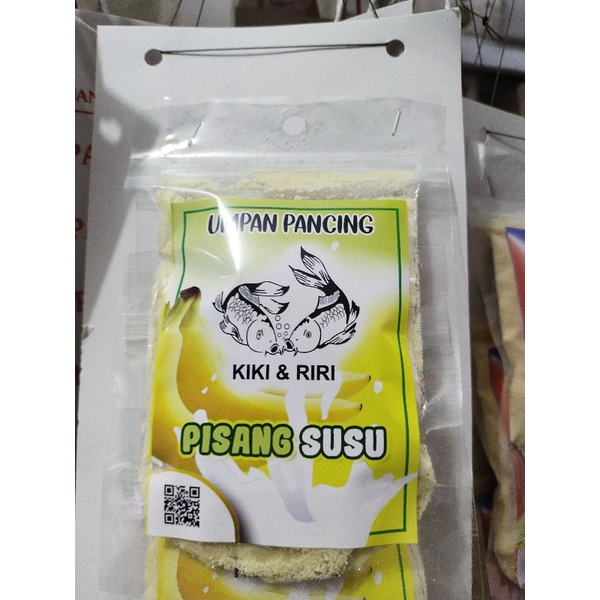 UMPAN PANCING
KIKI & RIRI
PISANG SUSU